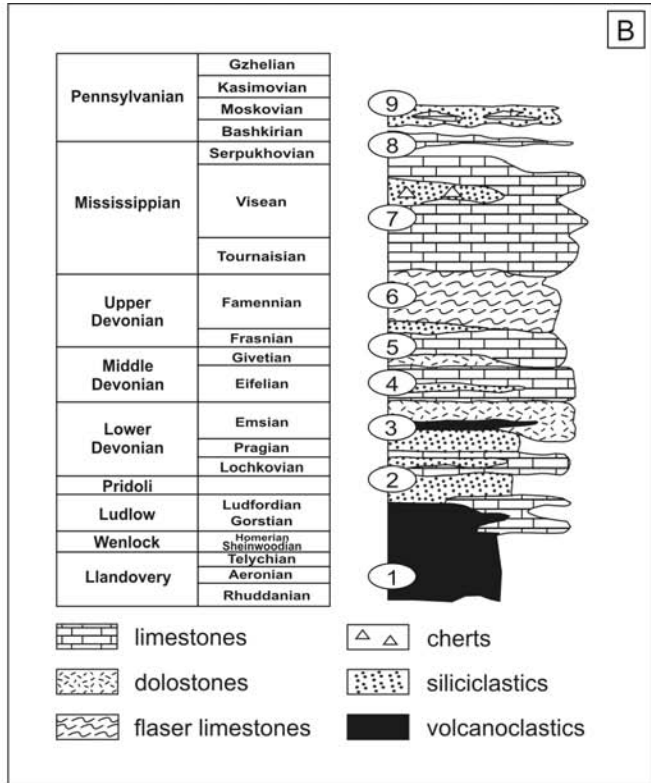 B
Pennsylvanian
Gzhelian
Kasimovian
Moskovian
Bashkirian
Mississippian
Serpukhovian
Visean
Tournaisian
Upper
Devonian
Famennian
Frasnian
Middle
Devonian
Givetian
Eifelian
Lower
Devonian
Emsian
Pragian
Lochkovian
Pridoli
Ludlow
Ludfordian
Gorstian
Wenlock
Homerian
Sheinwoodian
Llandovery
Telychian
Aeronian
Rhuddanian
9
8
7
6
5
4
3
2
1
limestones
cherts
dolostones
siliciclastics
flaser limestones
volcanoclastics